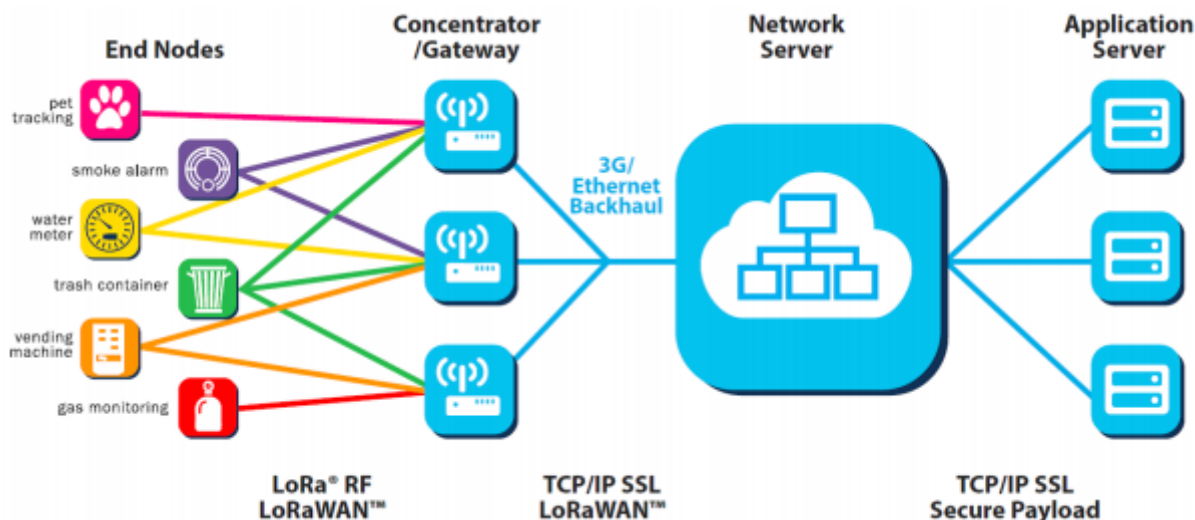 End Nodes
Concentrator
/Gateway
Network
Server
Application
Server
pet
tracking
smoke alarm
water
meter
trash container
vending
machine
gas monitoring
3G/
Ethernet
Backhaul
LoRa® RF
LoRaWAN™
TCP/IP SSL
LoRaWAN™
TCP/IP SSL
Secure Payload